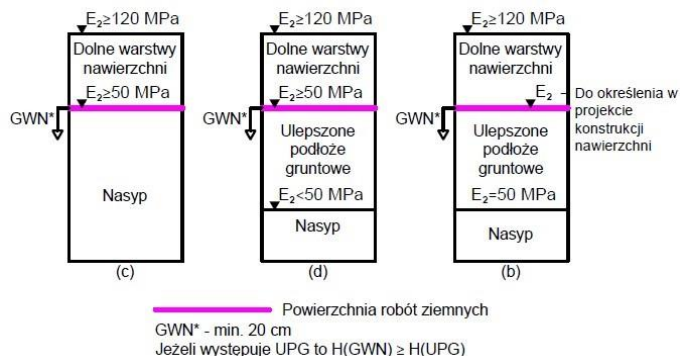 E₂≥120 MPa
Dolne warstwy
nawierzchni
E₂≥50 MPa
GWN*
Nasyp
(c)
E₂≥120 MPa
Dolne warstwy
nawierzchni
E₂≥50 MPa
GWN*
Ulepszone
podłoże
gruntowe
E₂<50 MPa
Nasyp
(d)
E₂≥120 MPa
Dolne warstwy
nawierzchni
E₂ - Do określenia w
projekcie
konstrukcji
nawierzchni
GWN*
Ulepszone
podłoże
gruntowe
E₂=50 MPa
Nasyp
(b)
Powierzchnia robót ziemnych
GWN* - min. 20 cm
Jeżeli występuje UPG to H(GWN) ≥ H(UPG)